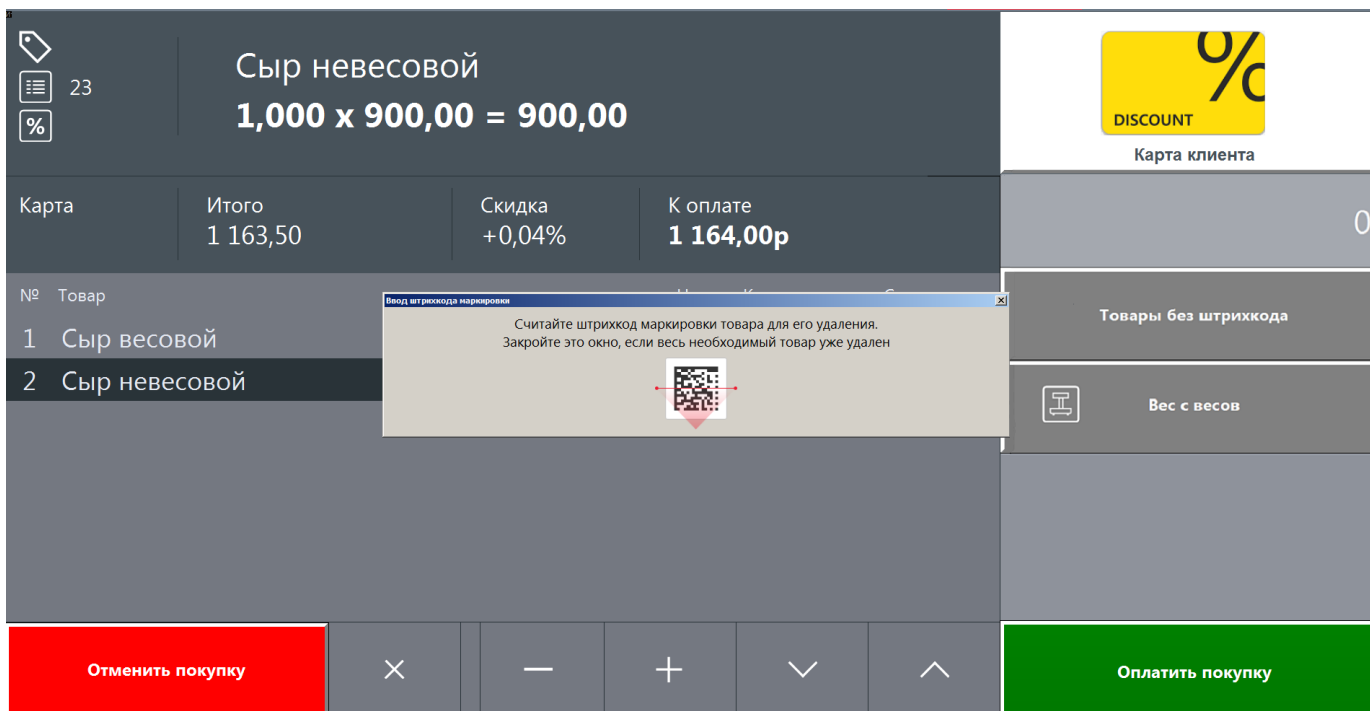 23
%
Сыр невесовой
1,000 x 900,00 = 900,00
%
DISCOUNT
Карта клиента
Карта
Итого
1 163,50
Скидка
+0,04%
К оплате
1 164,00р
0
№ Товар
Ввод штрихкода маркировки
Считайте штрихкод маркировки товара для его удаления.
Закройте это окно, если весь необходимый товар уже удален
1 Сыр весовой
2 Сыр невесовой
Товары без штрихкода
Вес с весов
Отменить покупку
Оплатить покупку